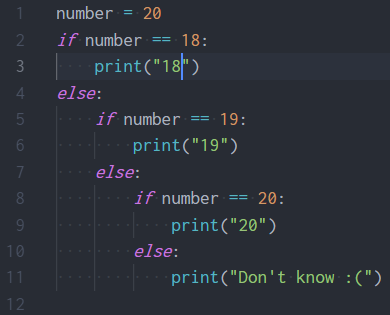 1 number = 20
2 if number == 18:
3     print("18")
4 else:
5     if number == 19:
6         print("19")
7     else:
8         if number == 20:
9             print("20")
10         else:
11             print("Don't know :(")
12